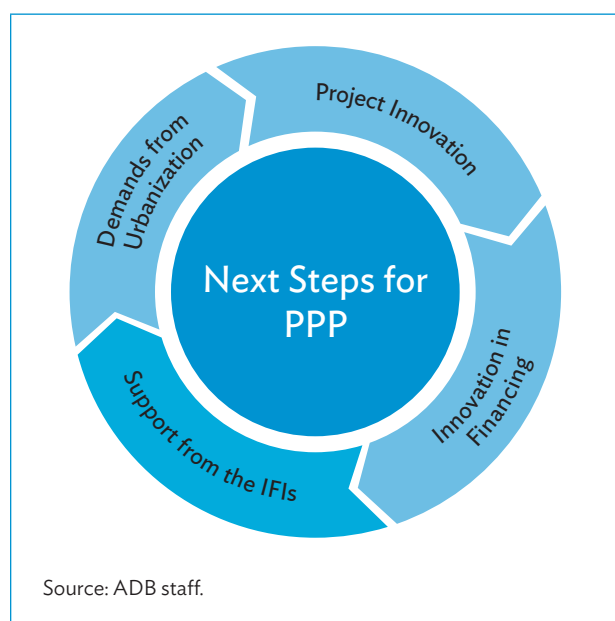 Project Innovation
Demands from
Urbanization
Next Steps for
PPP
Innovation in
Financing
Support from the IFIs
Source: ADB staff.